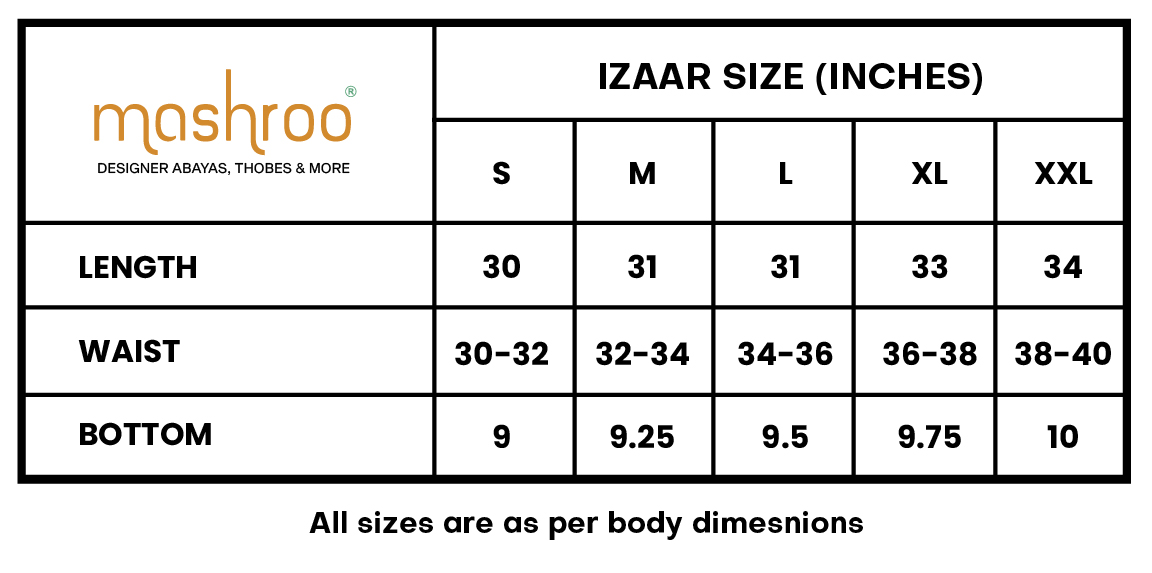 mashroo®
DESIGNER ABAYAS, THOBES & MORE
IZAAR SIZE (INCHES)
S M L XL XXL
LENGTH 30 31 31 33 34
WAIST 30-32 32-34 34-36 36-38 38-40
BOTTOM 9 9.25 9.5 9.75 10
All sizes are as per body dimesnions